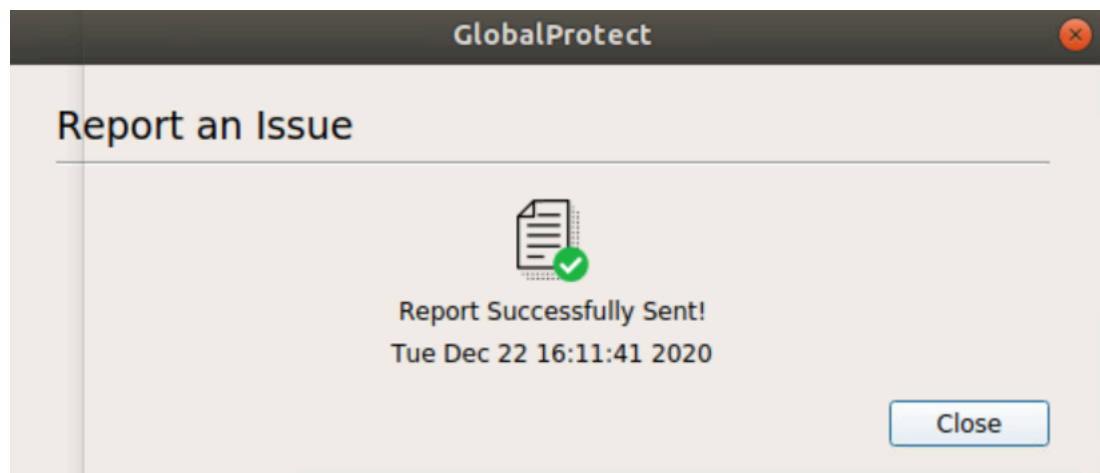 GlobalProtect
Report an Issue
Report Successfully Sent!
Tue Dec 22 16:11:41 2020
Close